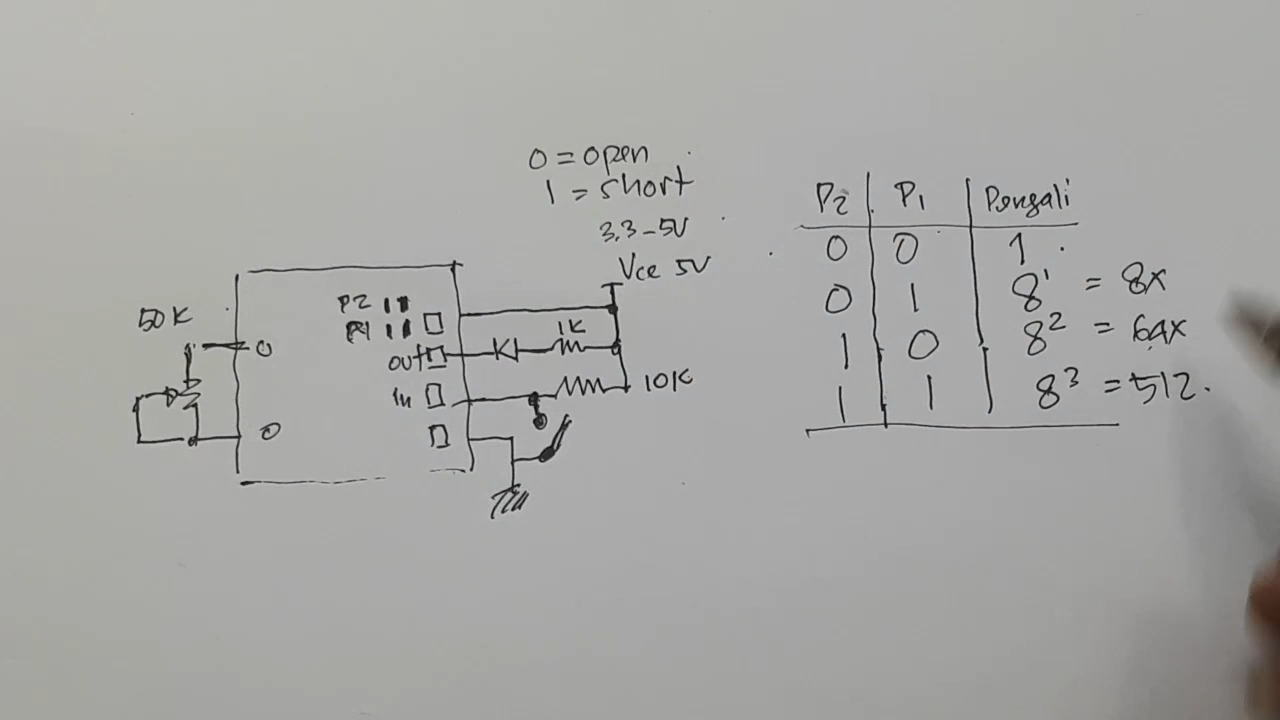 0 = open
1 = short
3.3 - 5V
Vcc 5V
50K
P2
P1
out
In
1K
10K
P2 P1 Pengali
0 0 1
0 1 8¹ = 8x
1 0 8² = 64x
1 1 8³ = 512.